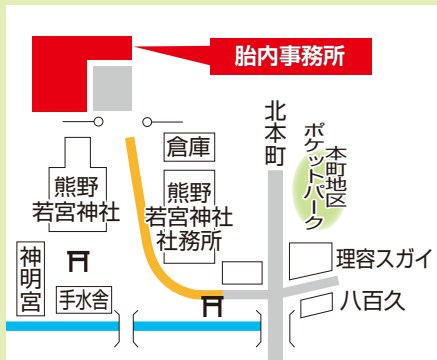 胎内事務所
北本町
本町地区
ポケットパーク
倉庫
熊野
若宮神社
熊野
若宮神社
社務所
神明宮
手水舎
理容スガイ
八百久